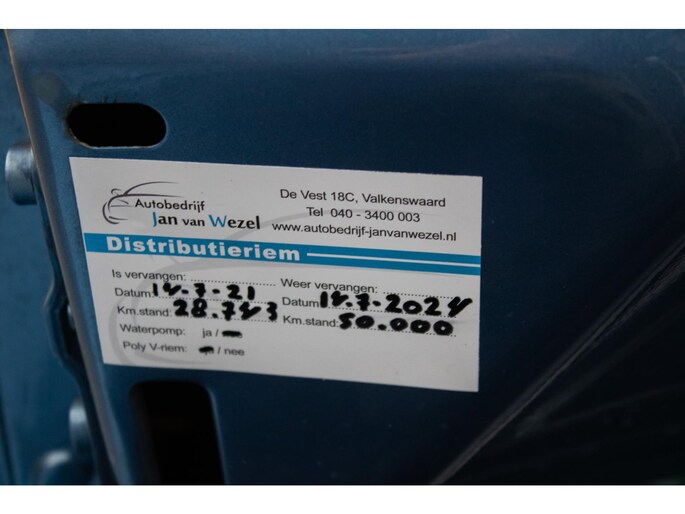 Autobedrijf
Jan van Wezel
De Vest 18C, Valkenswaard
Tel 040 - 3400 003
www.autobedrijf-janvanwezel.nl
Distributieriem
Is vervangen:
Datum: 14-7-21
Km.stand: 28.743
Waterpomp: ja /
Poly V-riem: / nee
Weer vervangen:
Datum: 14-7-2024
Km.stand: 50.000